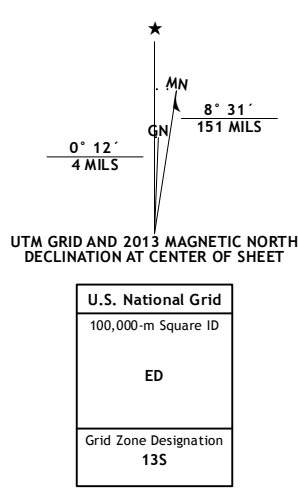 ★
MN
GN
8° 31´
151 MILS
0° 12´
4 MILS
UTM GRID AND 2013 MAGNETIC NORTH
DECLINATION AT CENTER OF SHEET
U.S. National Grid
100,000-m Square ID
ED
Grid Zone Designation
13S